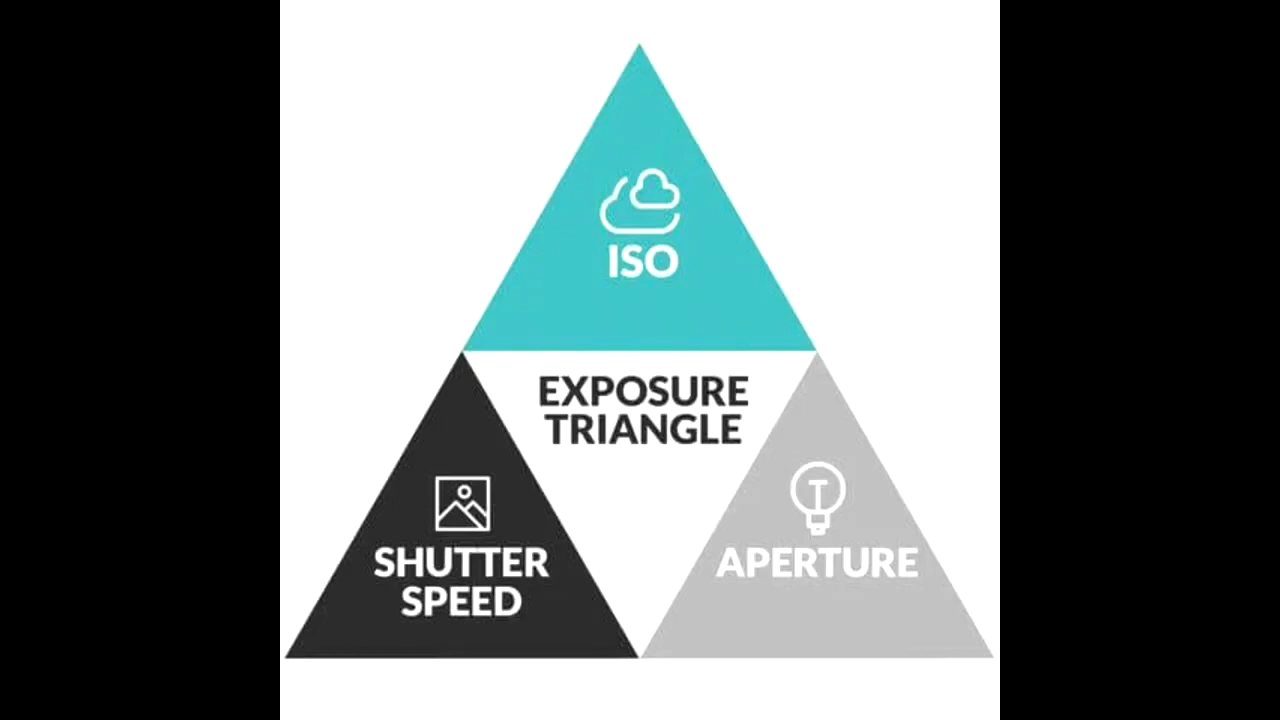 ISO
EXPOSURE
TRIANGLE
SHUTTER
SPEED
APERTURE